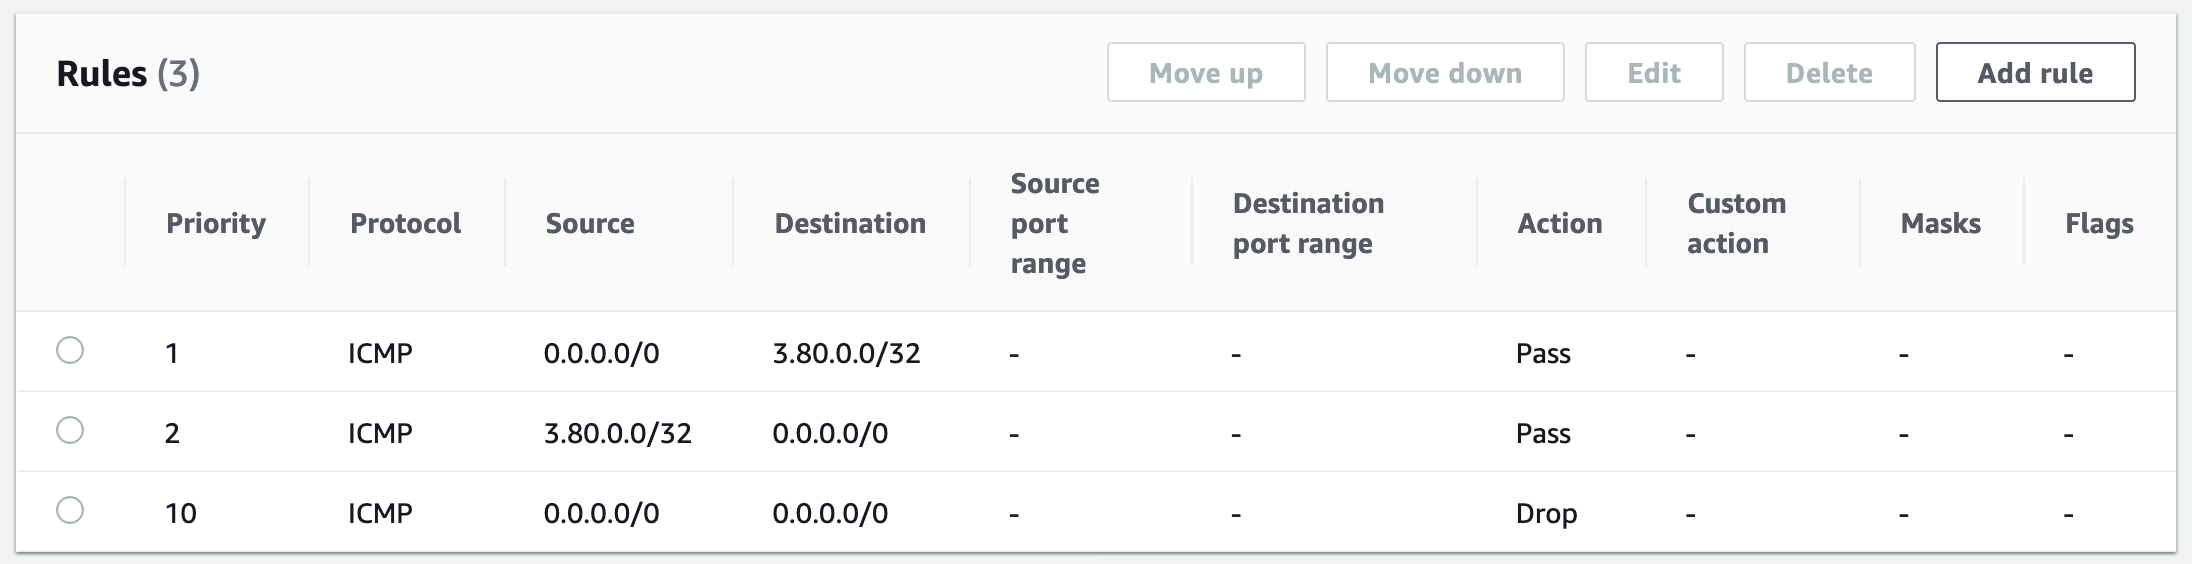 Rules (3)
Move up Move down Edit Delete Add rule
Priority Protocol Source Destination Source port range Destination port range Action Custom action Masks Flags
1 ICMP 0.0.0.0/0 3.80.0.0/32 - - Pass - - -
2 ICMP 3.80.0.0/32 0.0.0.0/0 - - Pass - - -
10 ICMP 0.0.0.0/0 0.0.0.0/0 - - Drop - - -